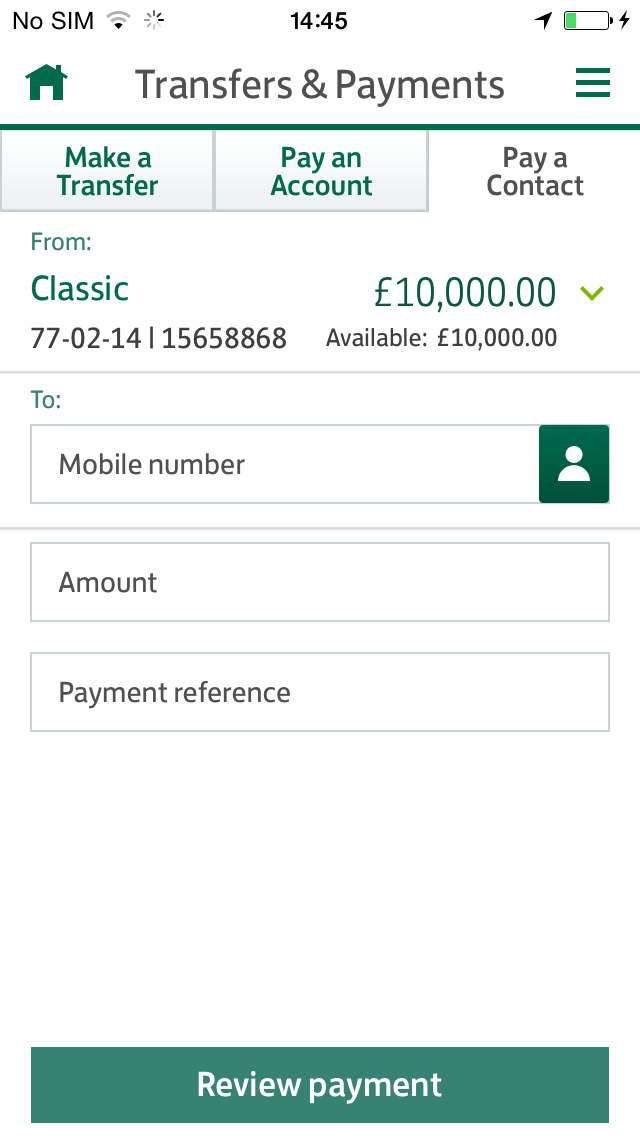 No SIM 14:45
Transfers & Payments
Make a
Transfer
Pay an
Account
Pay a
Contact
From:
Classic £10,000.00
77-02-14 | 15658868 Available: £10,000.00
To:
Mobile number
Amount
Payment reference
Review payment